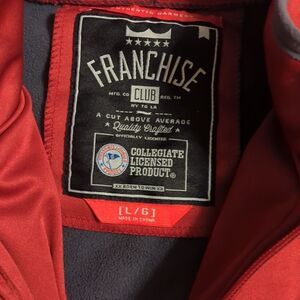 AUTHENTIC GARMENT
FRANCHISE
MFG. CO. CLUB REG. TM
NY TO LA
A CUT ABOVE AVERAGE
Quality Crafted
OFFICIALLY LICENSED
COLLEGIATE
LICENSED
PRODUCT®
[L/G]
MADE IN CHINA